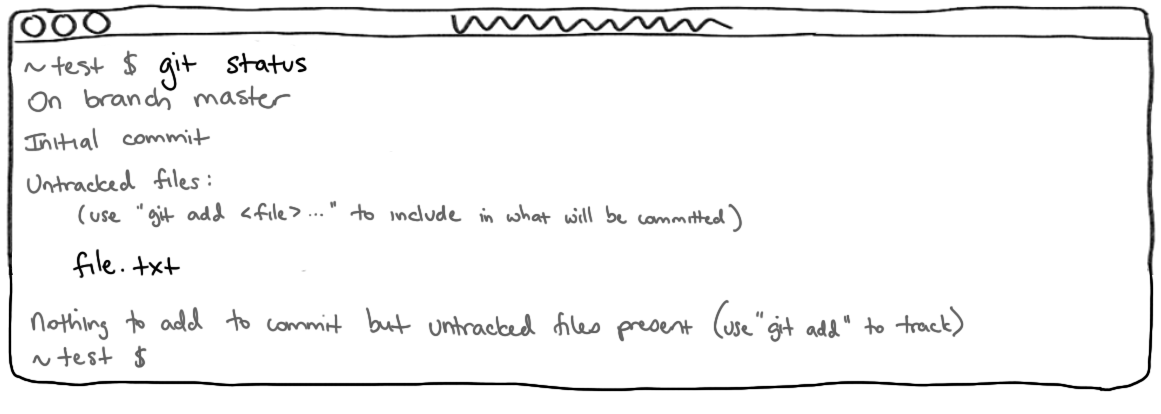 ~ test $ git status
On branch master
Initial commit
Untracked files:
(use "git add <file>..." to include in what will be committed)
file.txt
Nothing to add to commit but untracked files present (use "git add" to track)
~ test $